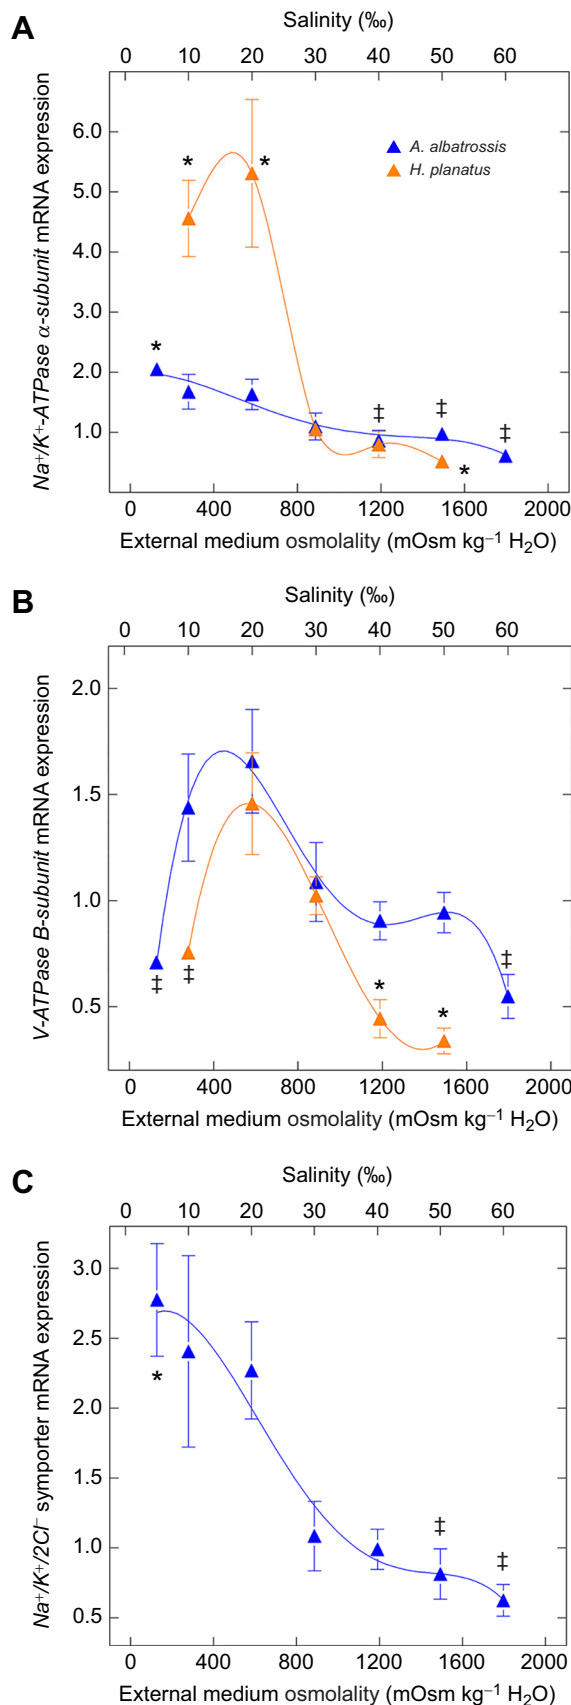 A
Salinity (‰)
0 10 20 30 40 50 60
Na⁺/K⁺-ATPase α-subunit mRNA expression
6.0
5.0
4.0
3.0
2.0
1.0
A. albatrossis
H. planatus
*
*
*
‡
‡
‡
*
0 400 800 1200 1600 2000
External medium osmolality (mOsm kg⁻¹ H₂O)
B
Salinity (‰)
0 10 20 30 40 50 60
V-ATPase B-subunit mRNA expression
2.0
1.5
1.0
0.5
‡
‡
*
*
‡
0 400 800 1200 1600 2000
External medium osmolality (mOsm kg⁻¹ H₂O)
C
Salinity (‰)
0 10 20 30 40 50 60
Na⁺/K⁺/2Cl⁻ symporter mRNA expression
3.0
2.5
2.0
1.5
1.0
0.5
*
‡
‡
0 400 800 1200 1600 2000
External medium osmolality (mOsm kg⁻¹ H₂O)